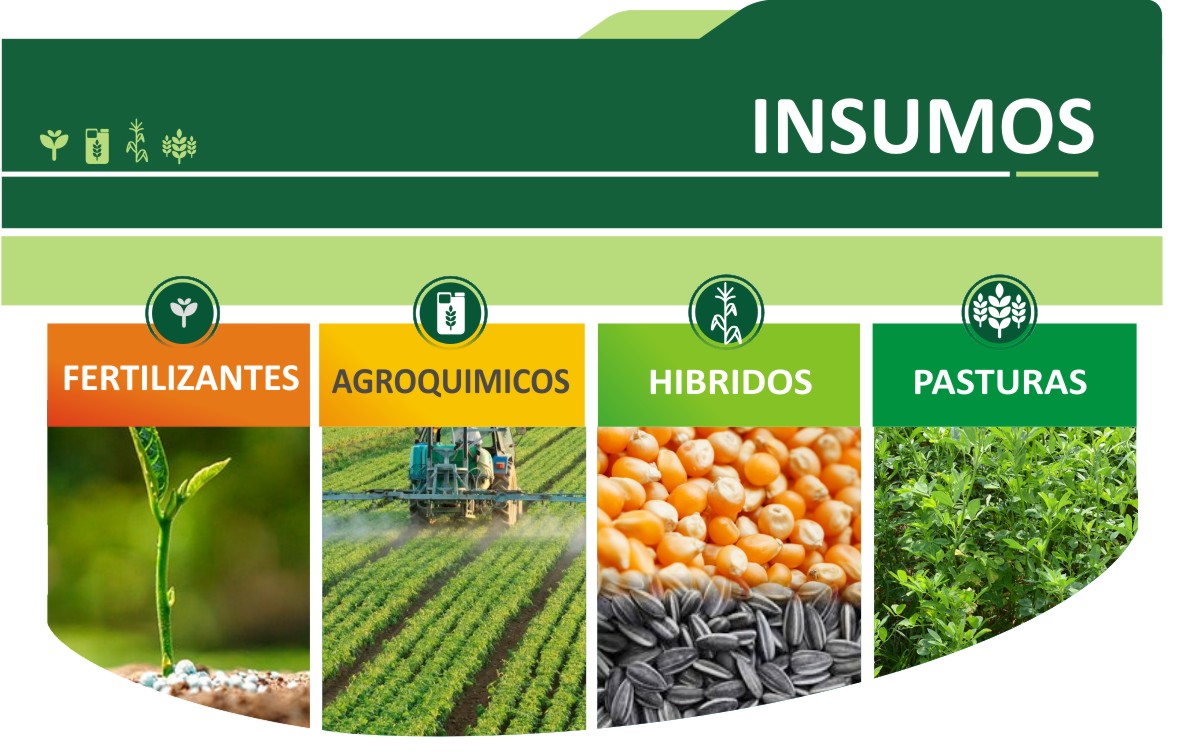 INSUMOS
FERTILIZANTES
AGROQUIMICOS
HIBRIDOS
PASTURAS